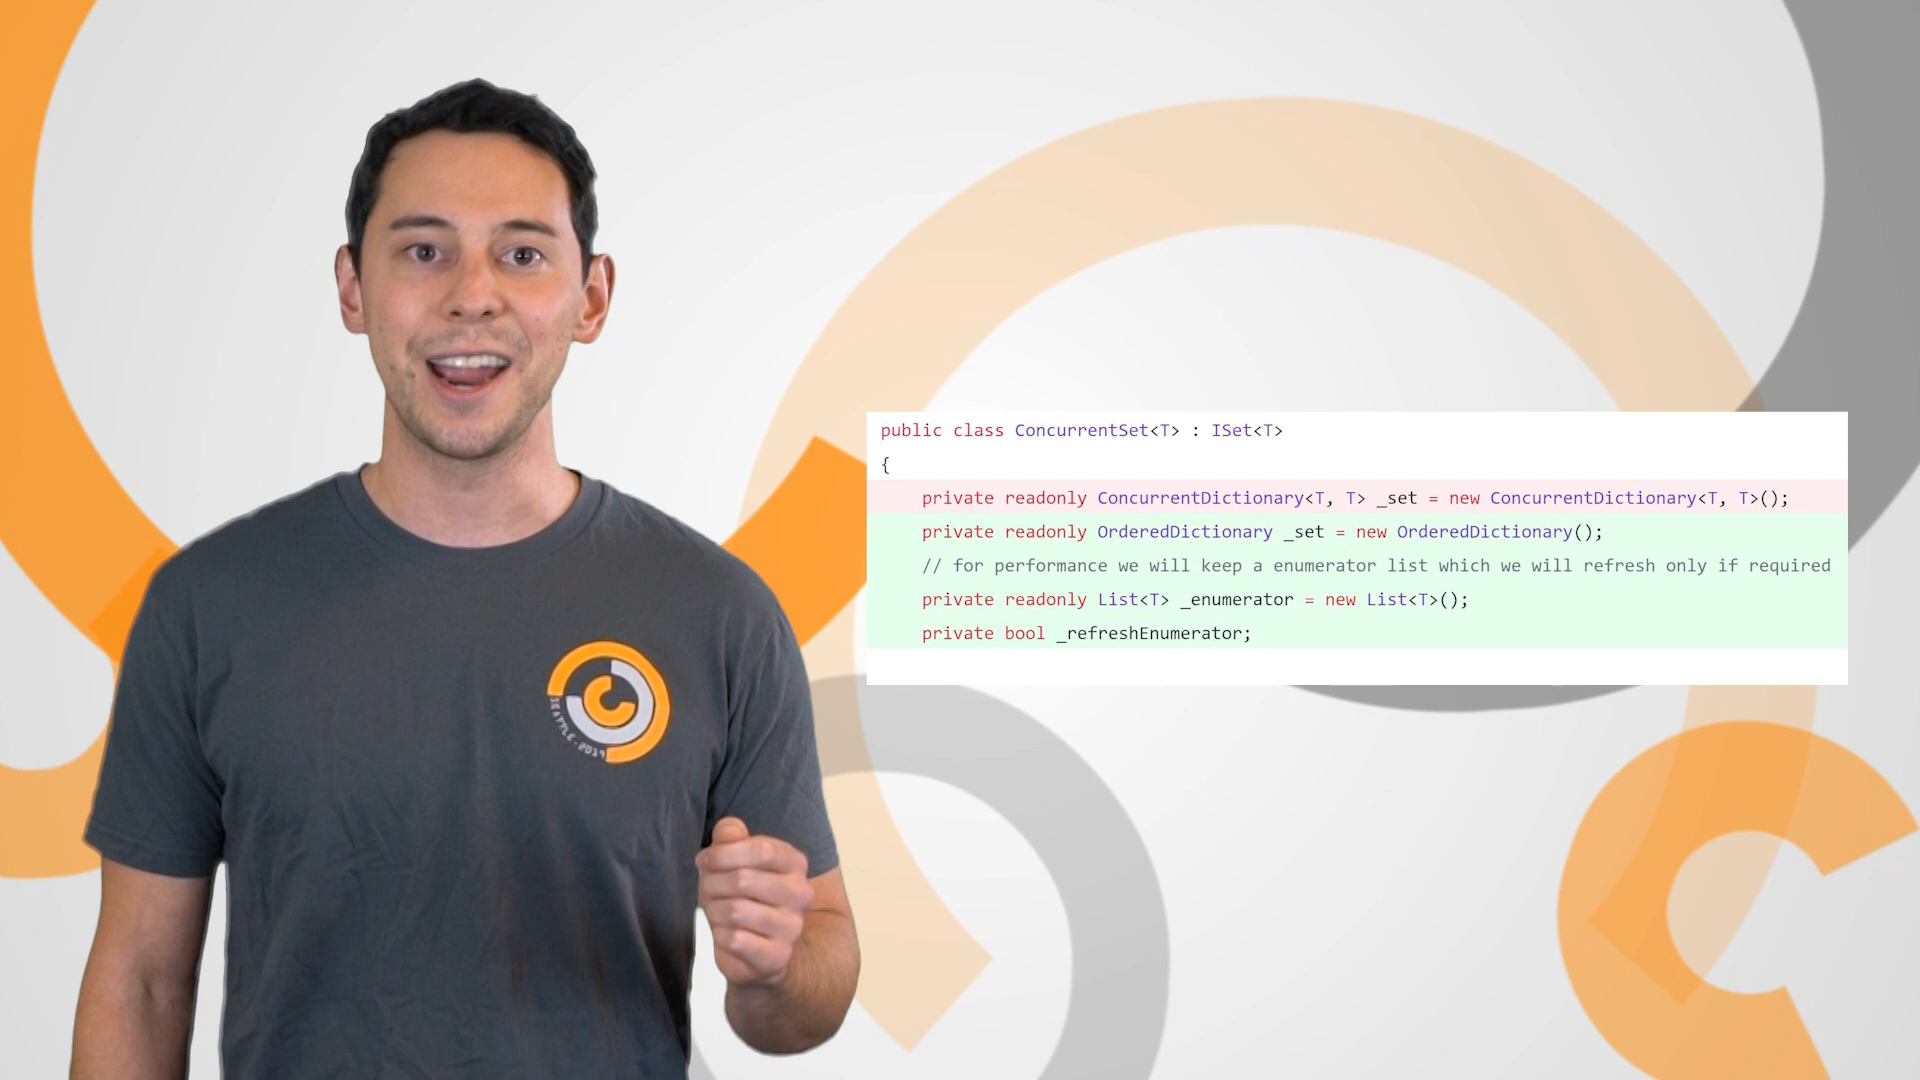 public class ConcurrentSet<T> : ISet<T>
{
private readonly ConcurrentDictionary<T, T> _set = new ConcurrentDictionary<T, T>();
private readonly OrderedDictionary _set = new OrderedDictionary();
// for performance we will keep a enumerator list which we will refresh only if required
private readonly List<T> _enumerator = new List<T>();
private bool _refreshEnumerator;
SEATTLE · 2019